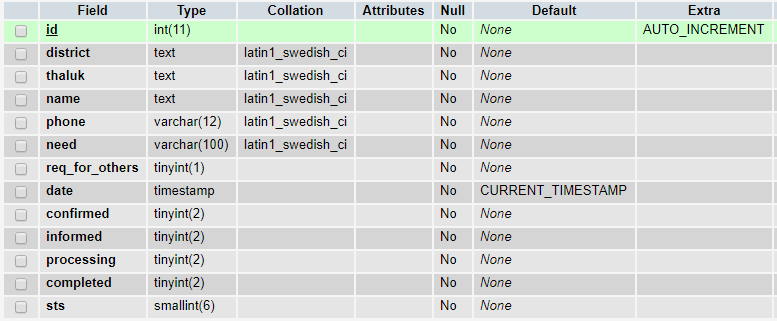 Field Type Collation Attributes Null Default Extra
id int(11) No None AUTO_INCREMENT
district text latin1_swedish_ci No None
thaluk text latin1_swedish_ci No None
name text latin1_swedish_ci No None
phone varchar(12) latin1_swedish_ci No None
need varchar(100) latin1_swedish_ci No None
req_for_others tinyint(1) No None
date timestamp No CURRENT_TIMESTAMP
confirmed tinyint(2) No None
informed tinyint(2) No None
processing tinyint(2) No None
completed tinyint(2) No None
sts smallint(6) No None